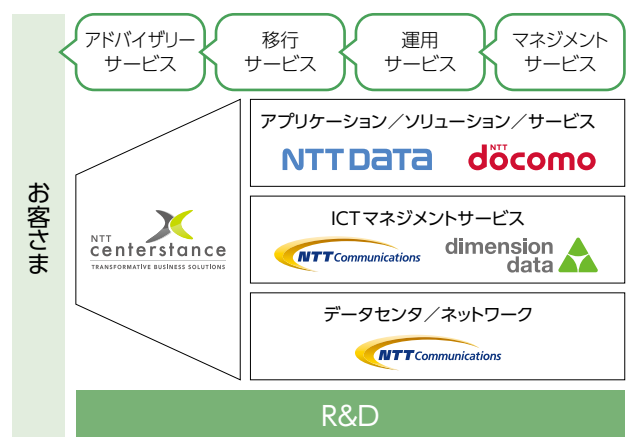 アドバイザリー
サービス
移行
サービス
運用
サービス
マネジメント
サービス
お客さま
NTT
centerstance
TRANSFORMATIVE BUSINESS SOLUTIONS
アプリケーション／ソリューション／サービス
NTT DATA
NTT
docomo
ICTマネジメントサービス
NTT Communications
dimension
data
データセンタ／ネットワーク
NTT Communications
R&D